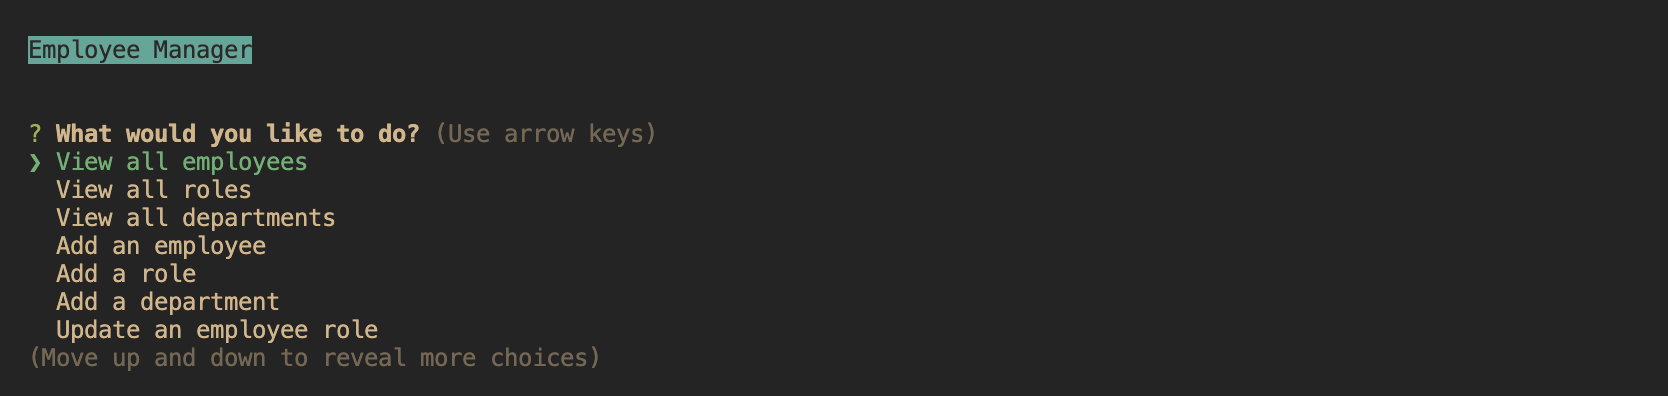 Employee Manager
? What would you like to do? (Use arrow keys)
❯ View all employees
View all roles
View all departments
Add an employee
Add a role
Add a department
Update an employee role
(Move up and down to reveal more choices)